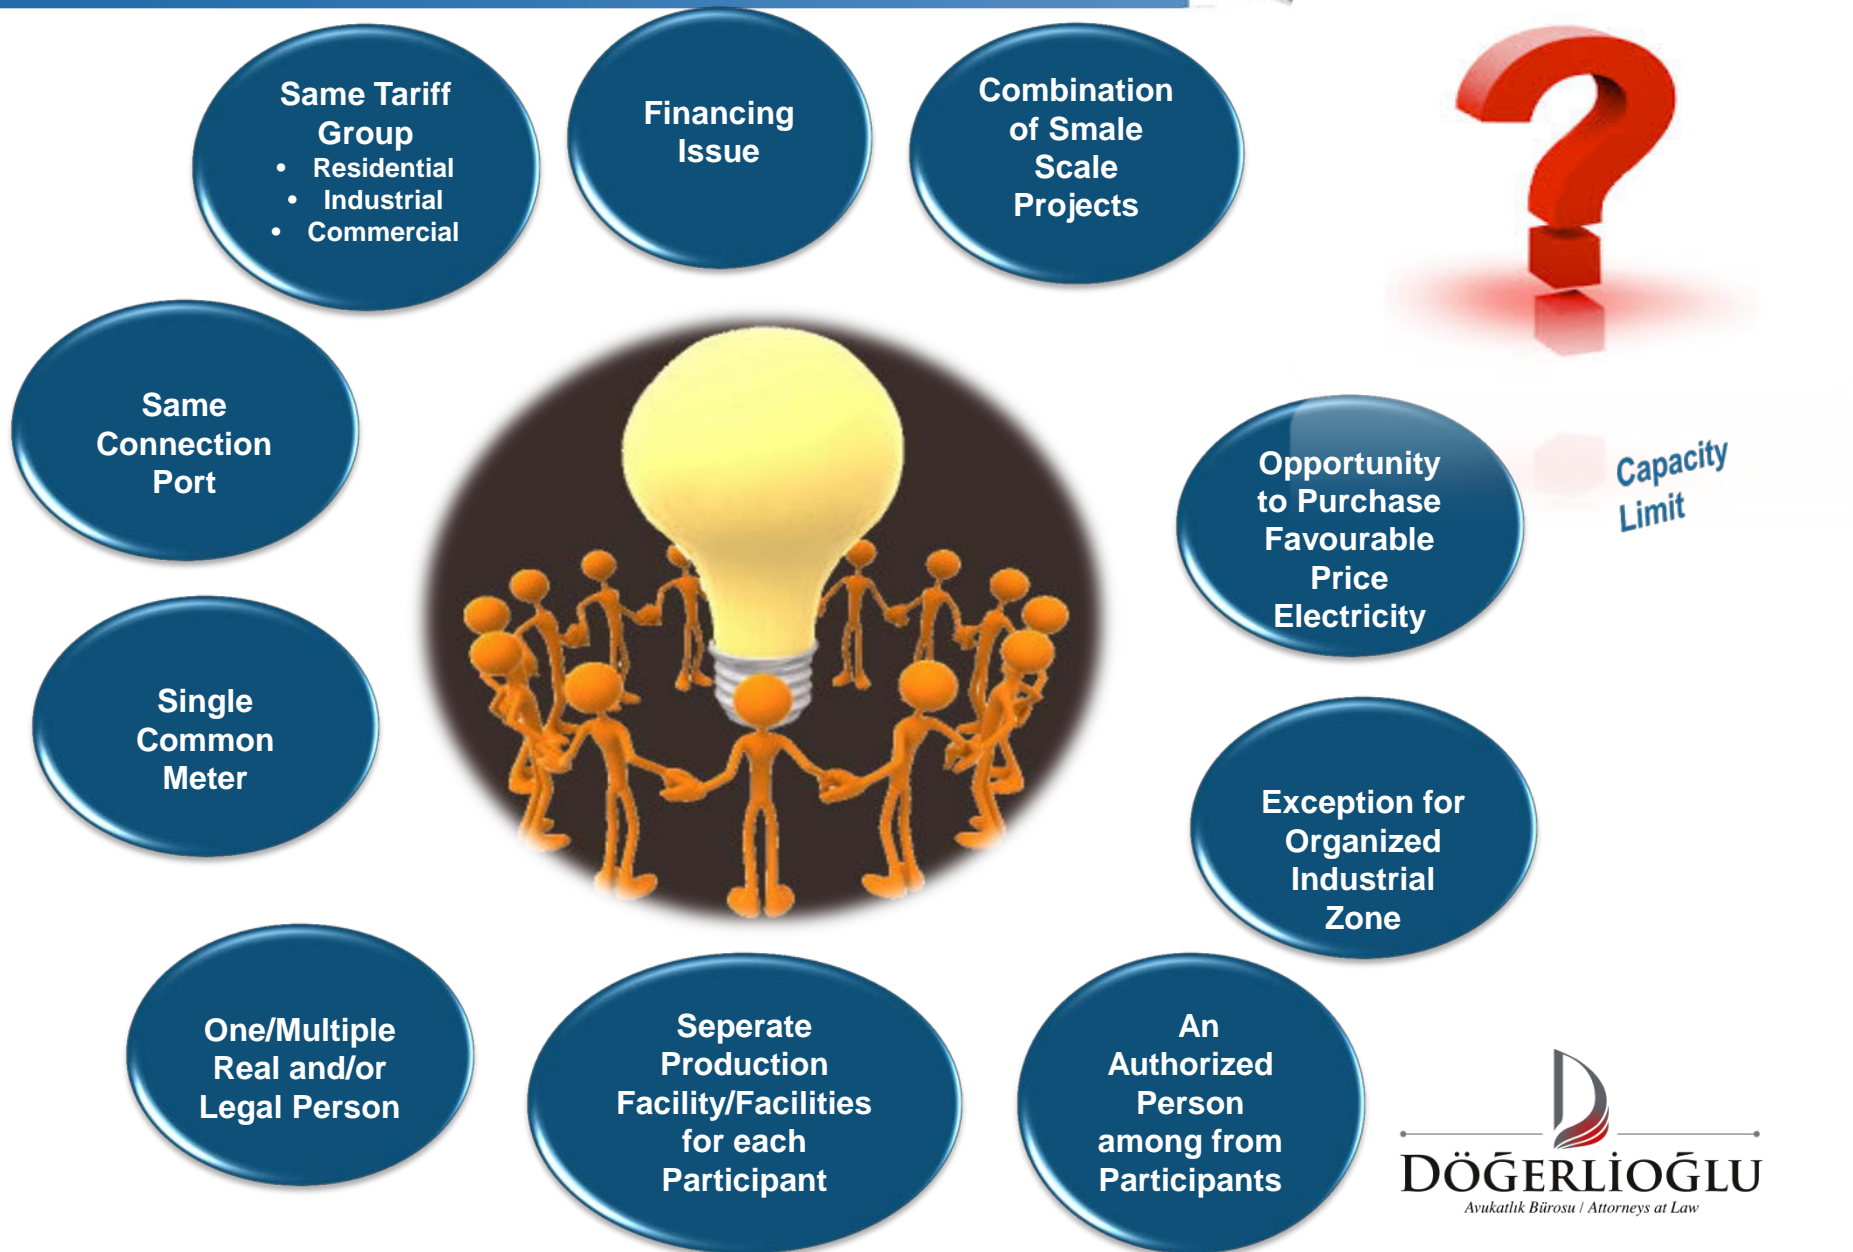 Same Tariff
Group
• Residential
• Industrial
• Commercial
Financing
Issue
Combination
of Smale
Scale
Projects
Same
Connection
Port
Opportunity
to Purchase
Favourable
Price
Electricity
Capacity
Limit
Single
Common
Meter
Exception for
Organized
Industrial
Zone
One/Multiple
Real and/or
Legal Person
Seperate
Production
Facility/Facilities
for each
Participant
An
Authorized
Person
among from
Participants
DÖĞERLİOĞLU
Avukatlık Bürosu / Attorneys at Law